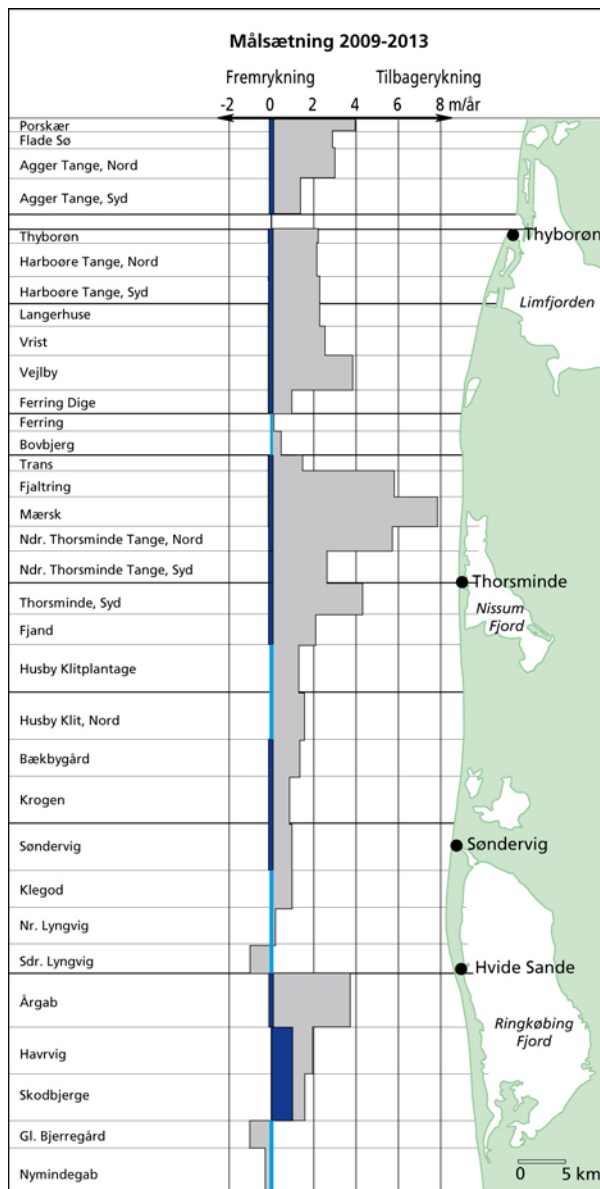 Målsætning 2009-2013
Fremrykning Tilbagerykning
-2 0 2 4 6 8 m/år
Porskær
Flade Sø
Agger Tange, Nord
Agger Tange, Syd
Thyborøn
Thyborøn
Harboøre Tange, Nord
Harboøre Tange, Syd
Limfjorden
Langerhuse
Vrist
Vejlby
Ferring Dige
Ferring
Bovbjerg
Trans
Fjaltring
Mærsk
Ndr. Thorsminde Tange, Nord
Ndr. Thorsminde Tange, Syd
Thorsminde
Thorsminde, Syd
Nissum
Fjord
Fjand
Husby Klitplantage
Husby Klit, Nord
Bækbygård
Krogen
Søndervig
Søndervig
Klegod
Nr. Lyngvig
Sdr. Lyngvig
Hvide Sande
Årgab
Ringkøbing
Fjord
Havrvig
Skodbjerge
Gl. Bjerregård
Nymindegab
0 5 km